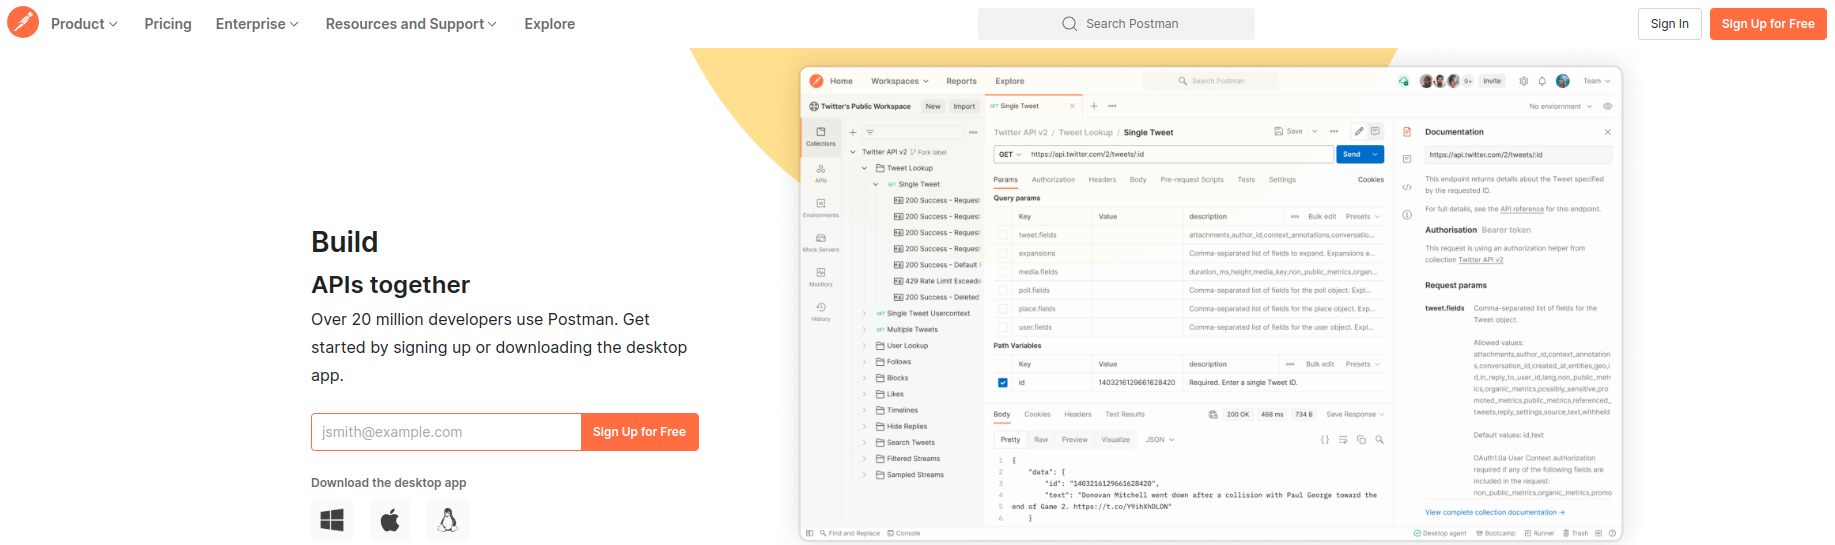 Product
Pricing
Enterprise
Resources and Support
Explore
Search Postman
Sign In
Sign Up for Free
Build
APIs together
Over 20 million developers use Postman. Get
started by signing up or downloading the desktop
app.
jsmith@example.com
Sign Up for Free
Download the desktop app
Home
Workspaces
Reports
Explore
Search Postman
9+
Invite
Team
Twitter's Public Workspace
New
Import
GET Single Tweet
No enviornment
Collections
APIs
Environments
Mock Servers
Monitors
History
Twitter API v2
Fork label
Tweet Lookup
GET Single Tweet
200 Success - Request
200 Success - Request
200 Success - Request
200 Success - Request
200 Success - Default
429 Rate Limit Exceede
200 Success - Deleted
GET Single Tweet Usercontext
GET Multiple Tweets
User Lookup
Follows
Blocks
Likes
Timelines
Hide Replies
Search Tweets
Filtered Streams
Sampled Streams
Twitter API v2 / Tweet Lookup / Single Tweet
Save
GET
https://api.twitter.com/2/tweets/:id
Send
Params
Authorization
Headers
Body
Pre-request Scripts
Tests
Settings
Cookies
Query params
Key
Value
description
Bulk edit
Presets
tweet.fields
attachments,author_id,context_annotations,conversatio...
expansions
Comma-separated list of fields to expand. Expansions e...
media.fields
duration_ms,height,media_key,non_public_metrics,organ...
poll.fields
Comma-separated list of fields for the poll object. Expl...
place.fields
Comma-separated list of fields for the place object. Exp...
user.fields
Comma-separated list of fields for the user object. Expl...
Path Variables
Key
Value
description
Bulk edit
Presets
id
1403216129661628420
Required. Enter a single Tweet ID.
Body
Cookies
Headers
Test Results
200 OK
468 ms
734 B
Save Response
Pretty
Raw
Preview
Visualize
JSON
1 {
2 "data": {
3 "id": "1403216129661628420",
4 "text": "Donovan Mitchell went down after a collision with Paul George toward the
5 end of Game 2. https://t.co/Y9ihXhDLDN"
6 }
Documentation
https://api.twitter.com/2/tweets/:id
This endpoint returns details about the Tweet specified
by the requested ID.
For full details, see the API reference for this endpoint.
Authorisation Bearer token
This request is using an authorization helper from
collection Twitter API v2
Request params
tweet.fields
Comma-separated list of fields for the
Tweet object.
Allowed values:
attachments,author_id,context_annotation
s,conversation_id,created_at,entities,geo,i
d,in_reply_to_user_id,lang,non_public_metr
ics,organic_metrics,possibly_sensitive,pro
moted_metrics,public_metrics,referenced_
tweets,reply_settings,source,text,withheld
Default values: id,text
OAuth1.0a User Context authorization
required if any of the following fields are
included in the request:
non_public_metrics,organic_metrics,promo
View complete collection documentation →
Find and Replace
Console
Desktop agent
Bootcamp
Runner
Trash